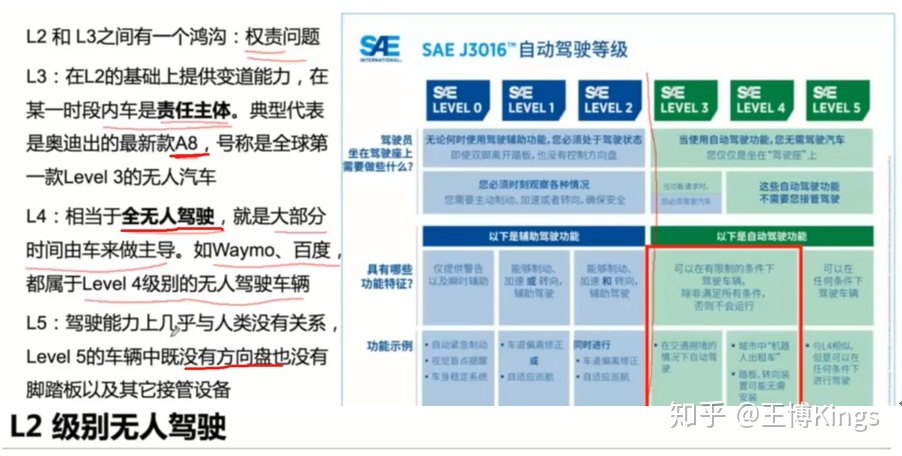 L2 和 L3之间有一个鸿沟：权责问题
L3：在L2的基础上提供变道能力，在
某一时段内车是责任主体。典型代表
是奥迪出的最新款A8，号称是全球第
一款Level 3的无人汽车
L4：相当于全无人驾驶，就是大部分
时间由车来做主导。如Waymo、百度，
都属于Level 4级别的无人驾驶车辆
L5：驾驶能力上几乎与人类没有关系，
Level 5的车辆中既没有方向盘也没有
脚踏板以及其它接管设备
L2 级别无人驾驶
SAE
INTERNATIONAL
SAE J3016™ 自动驾驶等级
SAE
LEVEL 0
SAE
LEVEL 1
SAE
LEVEL 2
SAE
LEVEL 3
SAE
LEVEL 4
SAE
LEVEL 5
驾驶员
坐在驾驶座上
需要做些什么？
无论何时使用驾驶辅助功能，您必须处于驾驶状态
即使双脚离开踏板，也没有控制方向盘
当使用自动驾驶功能，您无需驾驶汽车
您仅仅是坐在“驾驶座”上
您必须时刻观察各种情况
您需要主动制动、加速或者转向，确保安全
当功能请求时，
您必须驾驶汽车
这些自动驾驶功能
不需要您接管驾驶
以下是辅助驾驶功能
以下是自动驾驶功能
具有哪些
功能特征？
仅提供警告
以及瞬时辅助
能够制动、
加速 或 转向，
辅助驾驶
能够制动、
加速 和 转向，
辅助驾驶
可以在有限制的条件下
驾驶车辆，
除非满足所有条件，
否则不会运行
可以在
任何条件下
驾驶车辆
功能示例
• 自动紧急制动
• 视觉盲点提醒
• 车身稳定系统
• 车道偏离修正
或
• 自适应巡航
同时进行
• 车道偏离修正
• 自适应巡航
• 在交通拥堵的
情况下自动驾
驶
• 城市中“机器
人出租车”
• 踏板，转向装
置可能无需
安装
• 与L4相似，
但是可以在
任何条件下
进行驾驶
知乎 @王博Kings